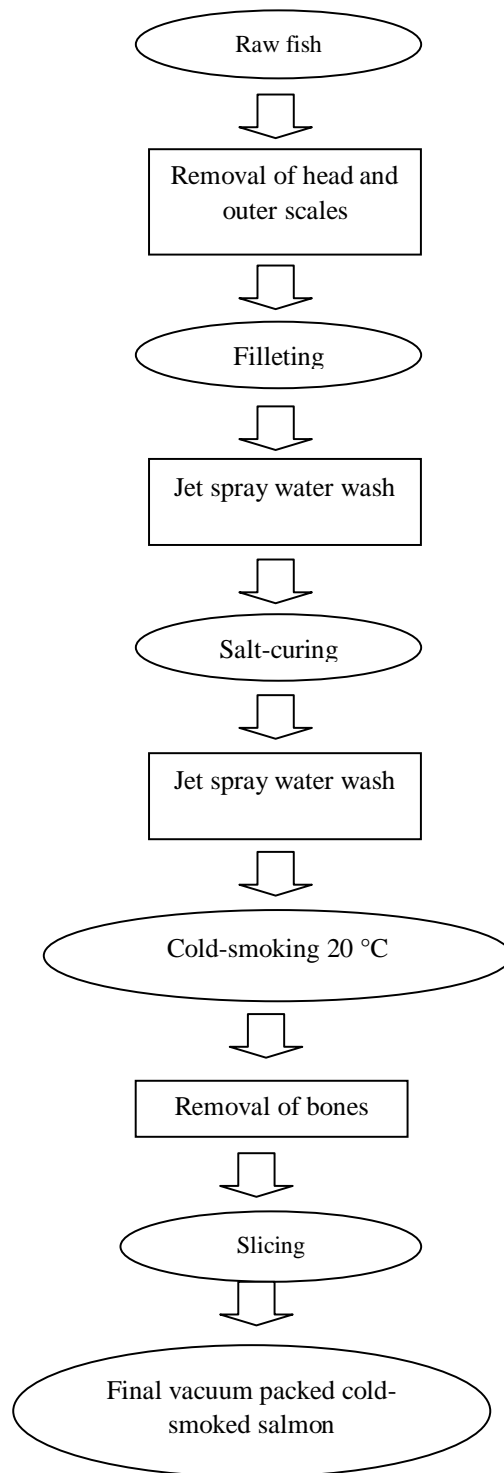 Raw fish
Removal of head and
outer scales
Filleting
Jet spray water wash
Salt-curing
Jet spray water wash
Cold-smoking 20 °C
Removal of bones
Slicing
Final vacuum packed cold-
smoked salmon